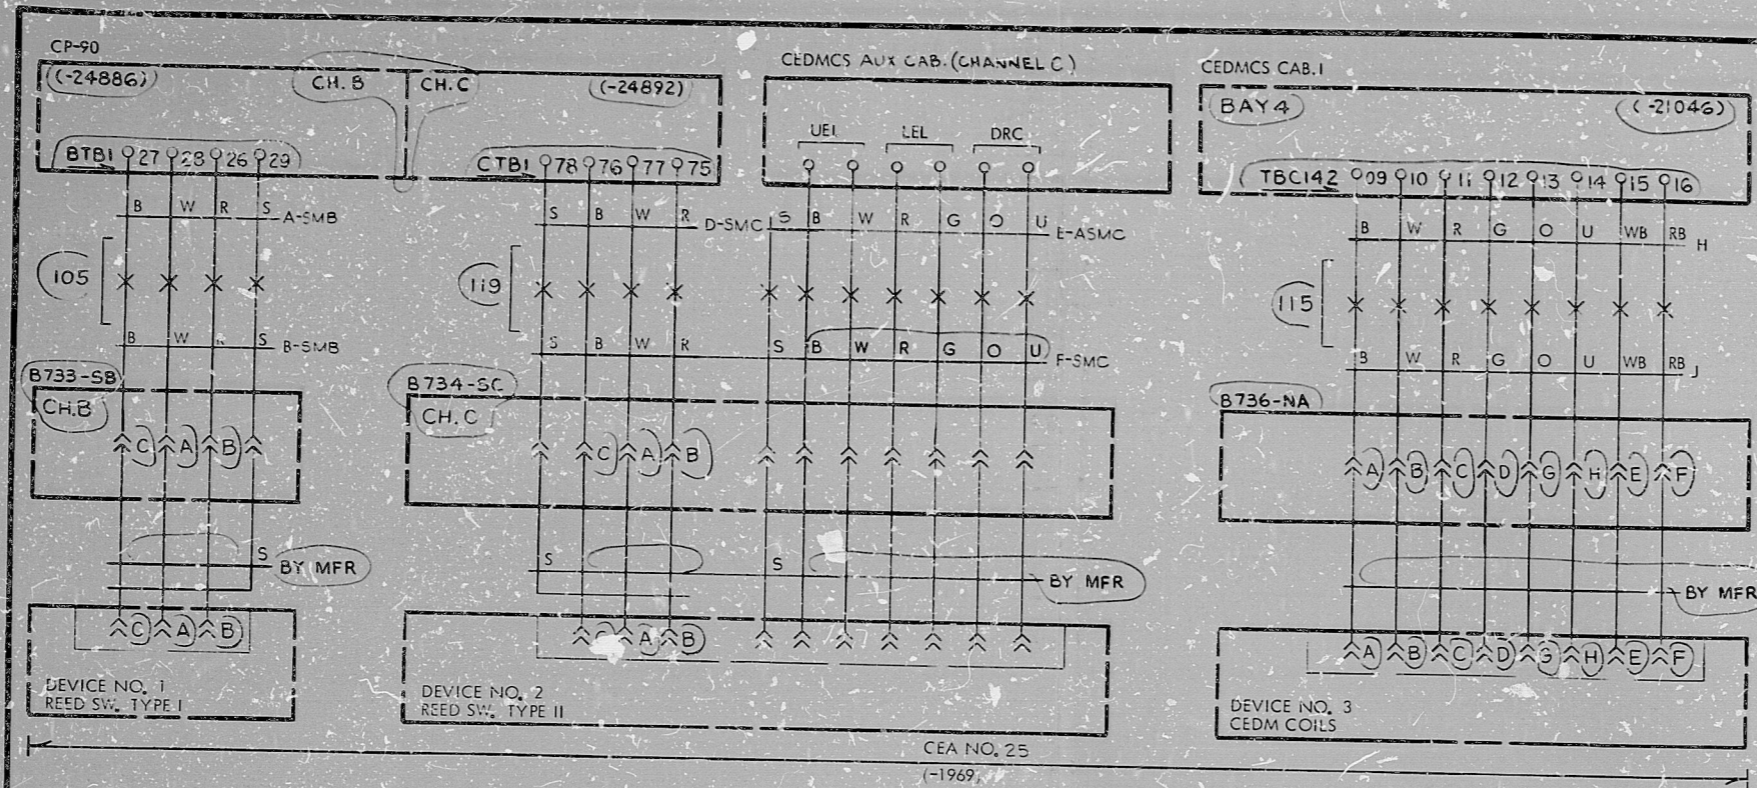 CP-90
(-24886)
CH. B
CH. C
(-24892)
BTB1 27 28 26 29
CTB1 78 76 77 75
CEDMCS AUX CAB. (CHANNEL C)
UEL LEL DRC
CEDMCS CAB. 1
BAY 4
(-21046)
TBC142 09 10 11 12 13 14 15 16
B W R S A-SMB
S B W R D-SMC
S B W R G O U E-ASMC
B W R G O U WB RB H
105
119
115
B W S B-SMB
S B W R S B W R G O U F-SMC
B W R G O U WB RB J
B733-SB
CH. B
C A B
B734-SC
CH. C
C A B
B736-NA
A B C D G H E F
S BY MFR
S S BY MFR
BY MFR
C A B
DEVICE NO. 1
REED SW. TYPE I
A B
DEVICE NO. 2
REED SW. TYPE II
A B C D G H E F
DEVICE NO. 3
CEDM COILS
CEA NO. 25
(-1969)